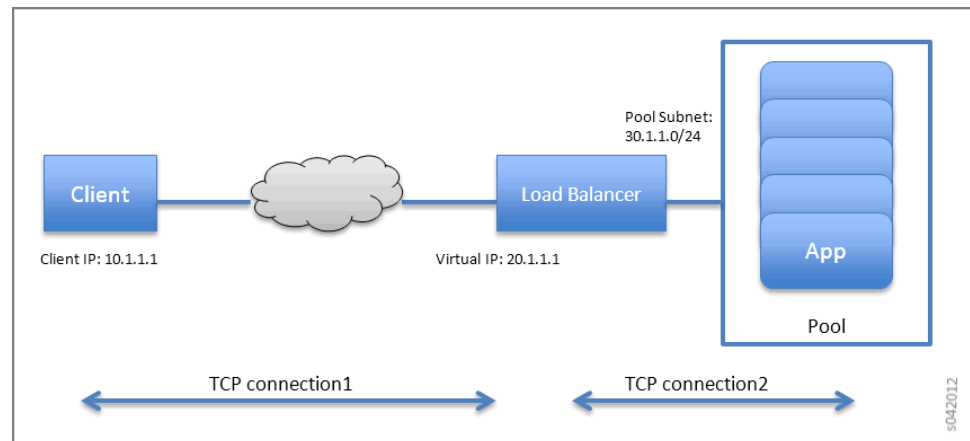 Pool Subnet:
30.1.1.0/24
Client
Load Balancer
App
Client IP: 10.1.1.1
Virtual IP: 20.1.1.1
Pool
TCP connection1
TCP connection2
s042012